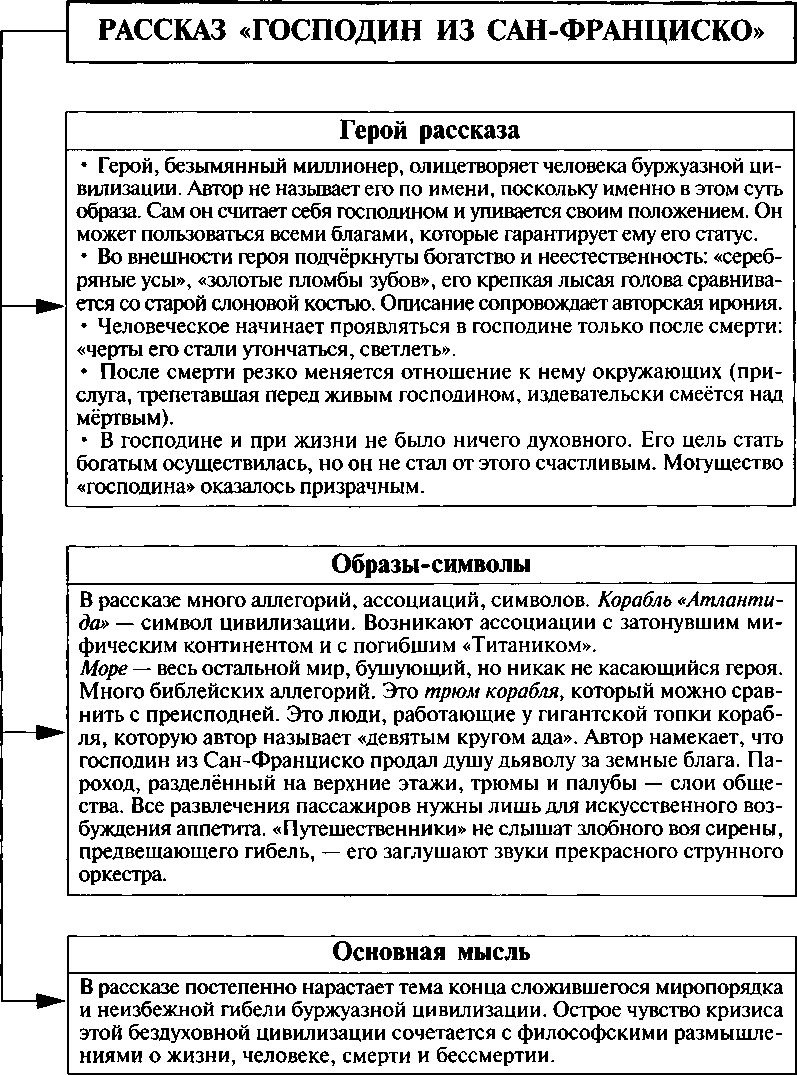 РАССКАЗ «ГОСПОДИН ИЗ САН-ФРАНЦИСКО»
Герой рассказа
• Герой, безымянный миллионер, олицетворяет человека буржуазной ци-
вилизации. Автор не называет его по имени, поскольку именно в этом суть
образа. Сам он считает себя господином и упивается своим положением. Он
может пользоваться всеми благами, которые гарантирует ему его статус.
• Во внешности героя подчёркнуты богатство и неестественность: «сереб-
ряные усы», «золотые пломбы зубов», его крепкая лысая голова сравнива-
ется со старой слоновой костью. Описание сопровождает авторская ирония.
• Человеческое начинает проявляться в господине только после смерти:
«черты его стали утончаться, светлеть».
• После смерти резко меняется отношение к нему окружающих (при-
слуга, трепетавшая перед живым господином, издевательски смеётся над
мёртвым).
• В господине и при жизни не было ничего духовного. Его цель стать
богатым осуществилась, но он не стал от этого счастливым. Могущество
«господина» оказалось призрачным.
Образы-символы
В рассказе много аллегорий, ассоциаций, символов. Корабль «Атланти-
да» — символ цивилизации. Возникают ассоциации с затонувшим ми-
фическим континентом и с погибшим «Титаником».
Море — весь остальной мир, бушующий, но никак не касающийся героя.
Много библейских аллегорий. Это трюм корабля, который можно срав-
нить с преисподней. Это люди, работающие у гигантской топки кораб-
ля, которую автор называет «девятым кругом ада». Автор намекает, что
господин из Сан-Франциско продал душу дьяволу за земные блага. Па-
роход, разделённый на верхние этажи, трюмы и палубы — слои обще-
ства. Все развлечения пассажиров нужны лишь для искусственного воз-
буждения аппетита. «Путешественники» не слышат злобного воя сирены,
предвещающего гибель, — его заглушают звуки прекрасного струнного
оркестра.
Основная мысль
В рассказе постепенно нарастает тема конца сложившегося миропорядка
и неизбежной гибели буржуазной цивилизации. Острое чувство кризиса
этой бездуховной цивилизации сочетается с философскими размышле-
ниями о жизни, человеке, смерти и бессмертии.